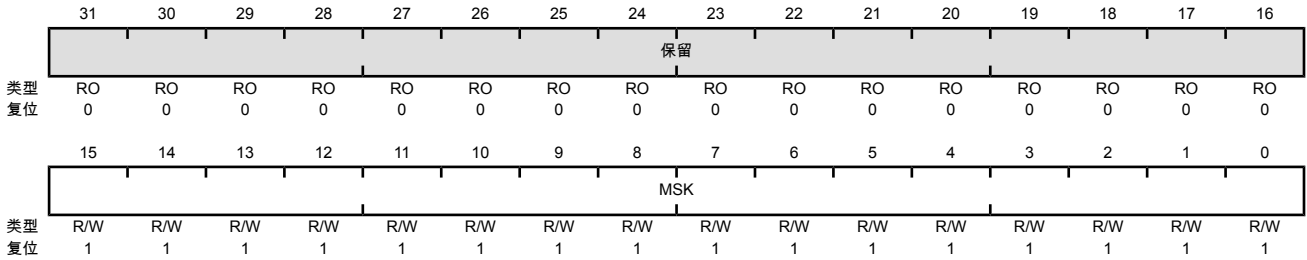 31 30 29 28 27 26 25 24 23 22 21 20 19 18 17 16
保留
类型 RO RO RO RO RO RO RO RO RO RO RO RO RO RO RO RO
复位 0 0 0 0 0 0 0 0 0 0 0 0 0 0 0 0
15 14 13 12 11 10 9 8 7 6 5 4 3 2 1 0
MSK
类型 R/W R/W R/W R/W R/W R/W R/W R/W R/W R/W R/W R/W R/W R/W R/W R/W
复位 1 1 1 1 1 1 1 1 1 1 1 1 1 1 1 1